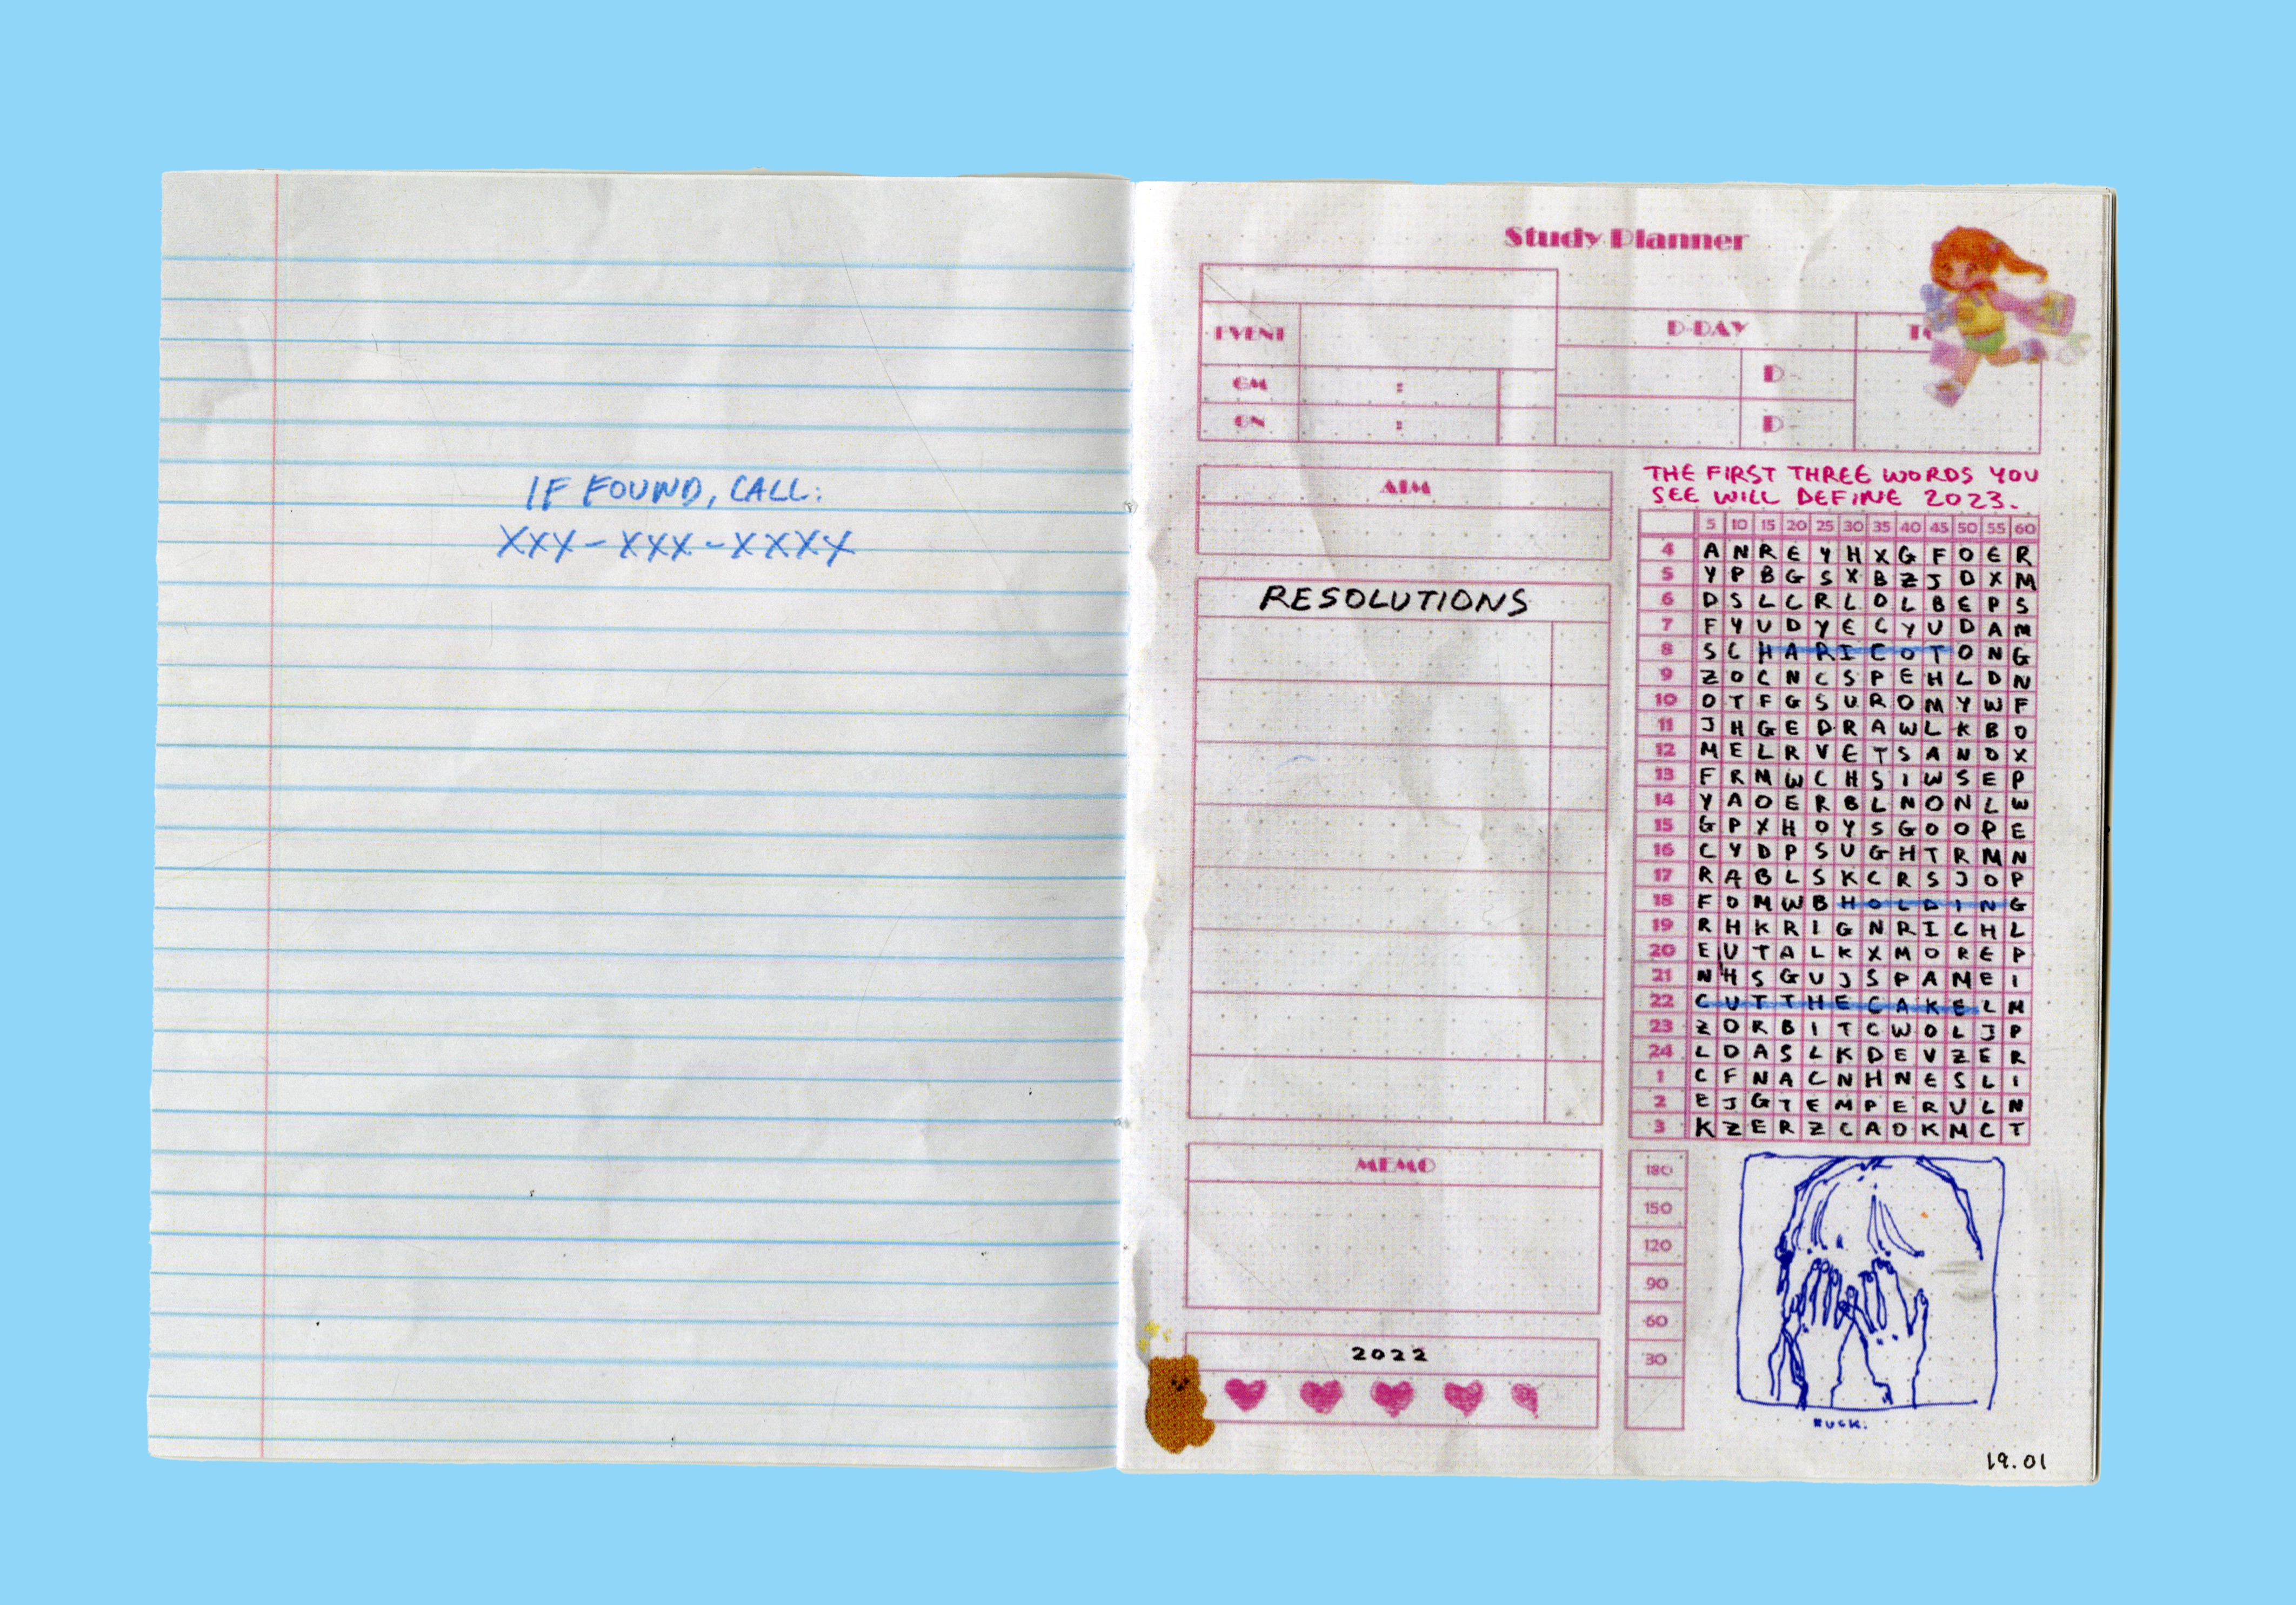 IF FOUND, CALL:
XXX-XXX-XXXX
Study Planner
EVENT
GM :
GN :
D-DAY
D-
D
AIM
RESOLUTIONS
MEMO
2022
THE FIRST THREE WORDS YOU
SEE WILL DEFINE 2023.
5 10 15 20 25 30 35 40 45 50 55 60
4 A N R E Y H X G F O E R
5 Y P B G S X B Z J D X M
6 D S L C R L O L B E P S
7 F Y U D Y E C Y U D A M
8 S C H A R I C O T O N G
9 Z O C N C S P E H L D N
10 O T F G S U R O M Y W F
11 J H G E D R A W L K B O
12 M E L R V E T S A N D X
13 F R M W C H S I W S E P
14 Y A O E R B L N O N L W
15 G P X H O Y S G O O P E
16 C Y D P S U G H T R M N
17 R A B L S K C R S J O P
18 F O M W B H O L D I N G
19 R H K R I G N R I C H L
20 E U T A L K X M O R E P
21 N H S G U J S P A M E I
22 C U T T H E C A K E L M
23 Z O R B I T C W O L J P
24 L D A S L K D E V Z E R
1 C F N A C N H N E S L I
2 E J G T E M P E R U L N
3 K Z E R Z C A O K M C T
180
150
120
90
60
30
19.01